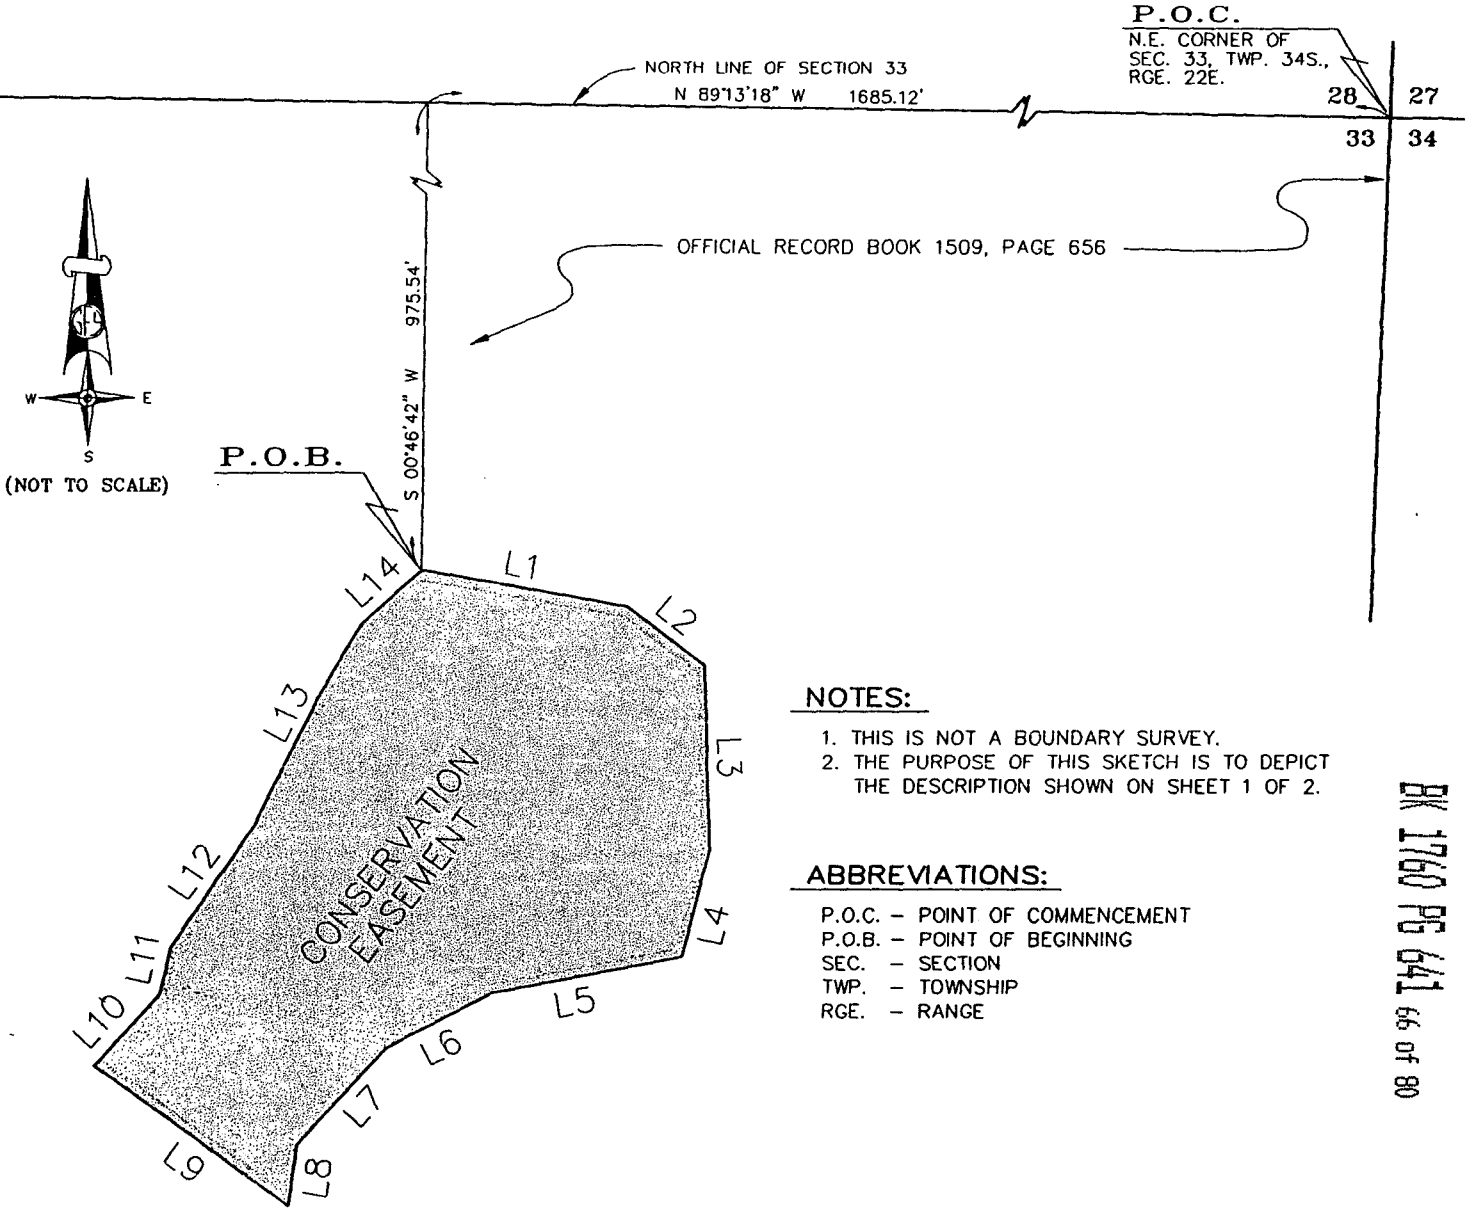 P.O.C.
N.E. CORNER OF
SEC. 33, TWP. 34S.,
RGE. 22E.
NORTH LINE OF SECTION 33
N 89°13'18" W 1685.12'
28 27
33 34
OFFICIAL RECORD BOOK 1509, PAGE 656
S 00°46'42" W 975.54'
W E
S
(NOT TO SCALE)
P.O.B.
L1
L2
L3
L4
L5
L6
L7
L8
L9
L10
L11
L12
L13
L14
CONSERVATION
EASEMENT
NOTES:
1. THIS IS NOT A BOUNDARY SURVEY.
2. THE PURPOSE OF THIS SKETCH IS TO DEPICT
THE DESCRIPTION SHOWN ON SHEET 1 OF 2.
ABBREVIATIONS:
P.O.C. – POINT OF COMMENCEMENT
P.O.B. – POINT OF BEGINNING
SEC. – SECTION
TWP. – TOWNSHIP
RGE. – RANGE
BK 1760 PG 641 66 of 80